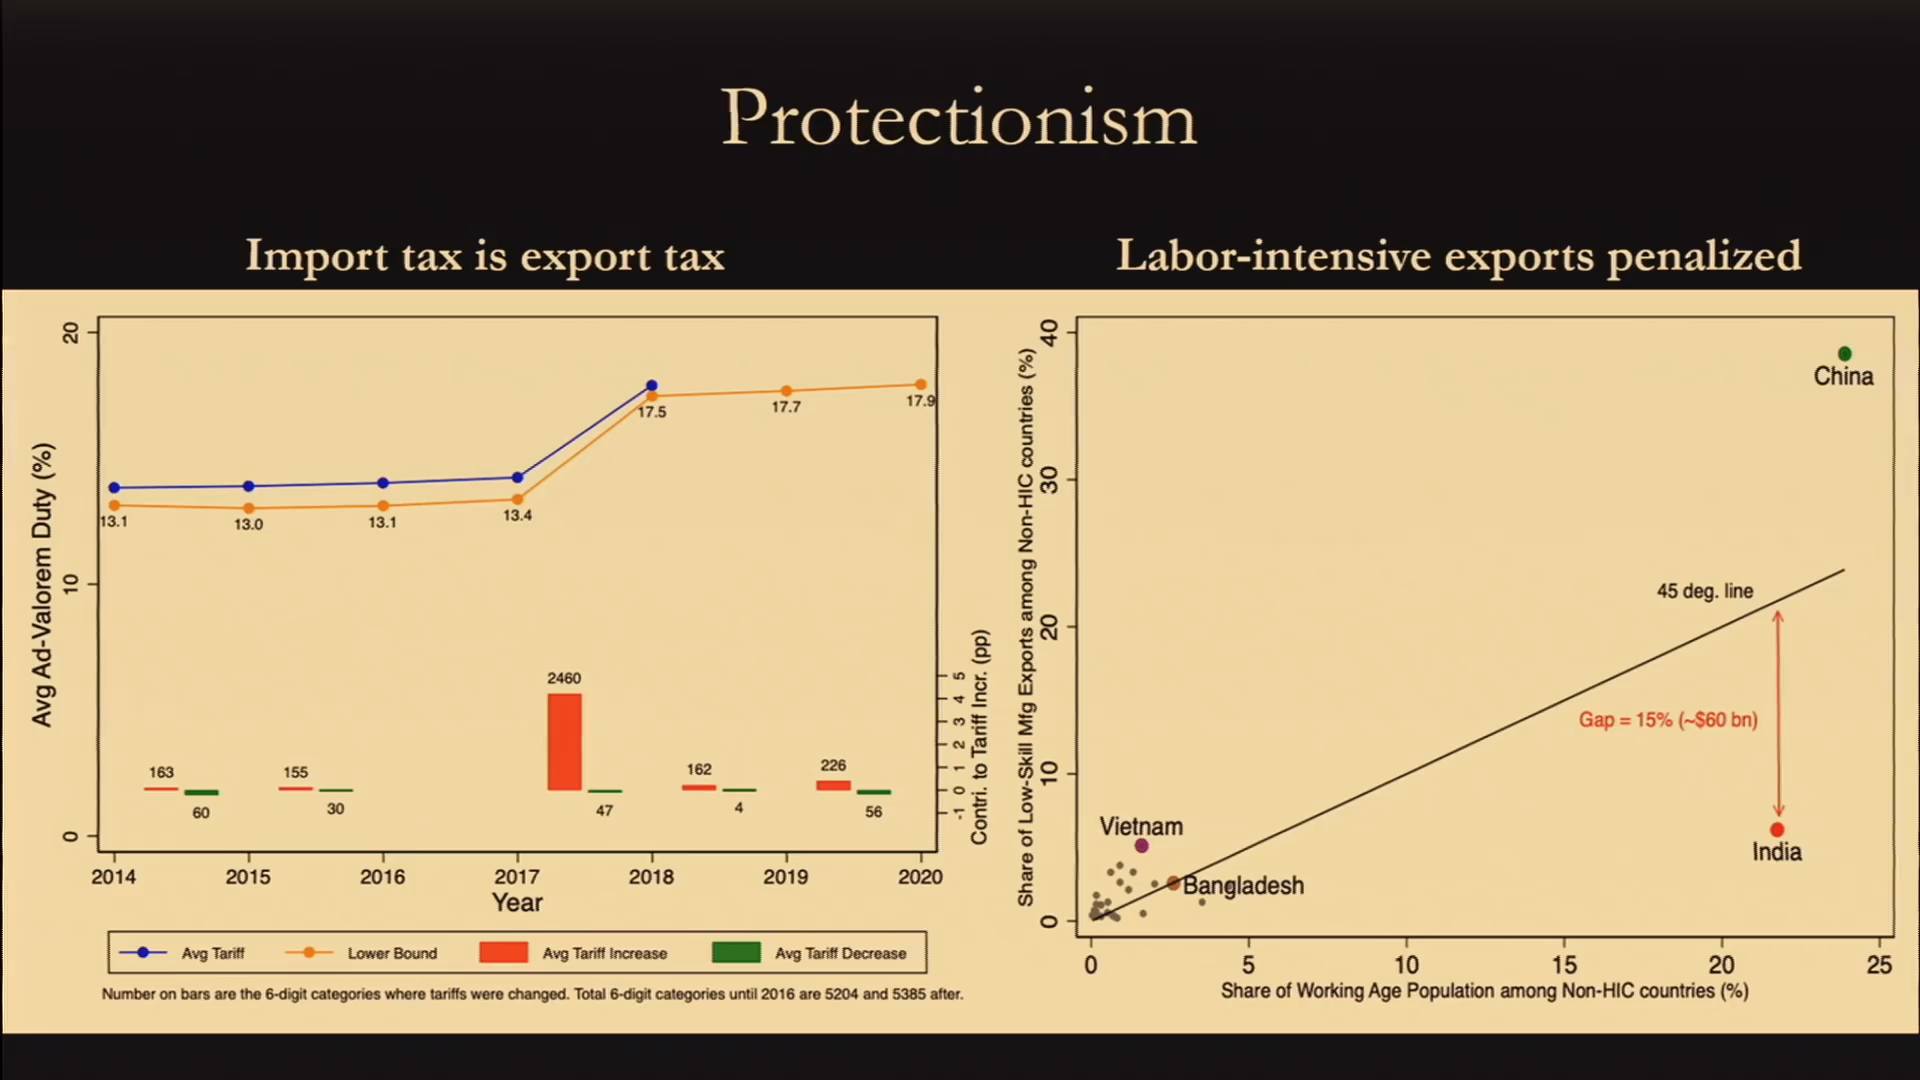 Protectionism
Import tax is export tax
Labor-intensive exports penalized
Avg Ad-Valorem Duty (%)
20
10
0
13.1
13.0
13.1
13.4
17.5
17.7
17.9
163
60
155
30
2460
47
162
4
226
56
5
4
3
2
1
0
-1
Contri. to Tariff Incr. (pp)
2014 2015 2016 2017 2018 2019 2020
Year
Avg Tariff Lower Bound Avg Tariff Increase Avg Tariff Decrease
Number on bars are the 6-digit categories where tariffs were changed. Total 6-digit categories until 2016 are 5204 and 5385 after.
Share of Low-Skill Mfg Exports among Non-HIC countries (%)
40
30
20
10
0
China
45 deg. line
Gap = 15% (~$60 bn)
Vietnam
India
Bangladesh
0 5 10 15 20 25
Share of Working Age Population among Non-HIC countries (%)